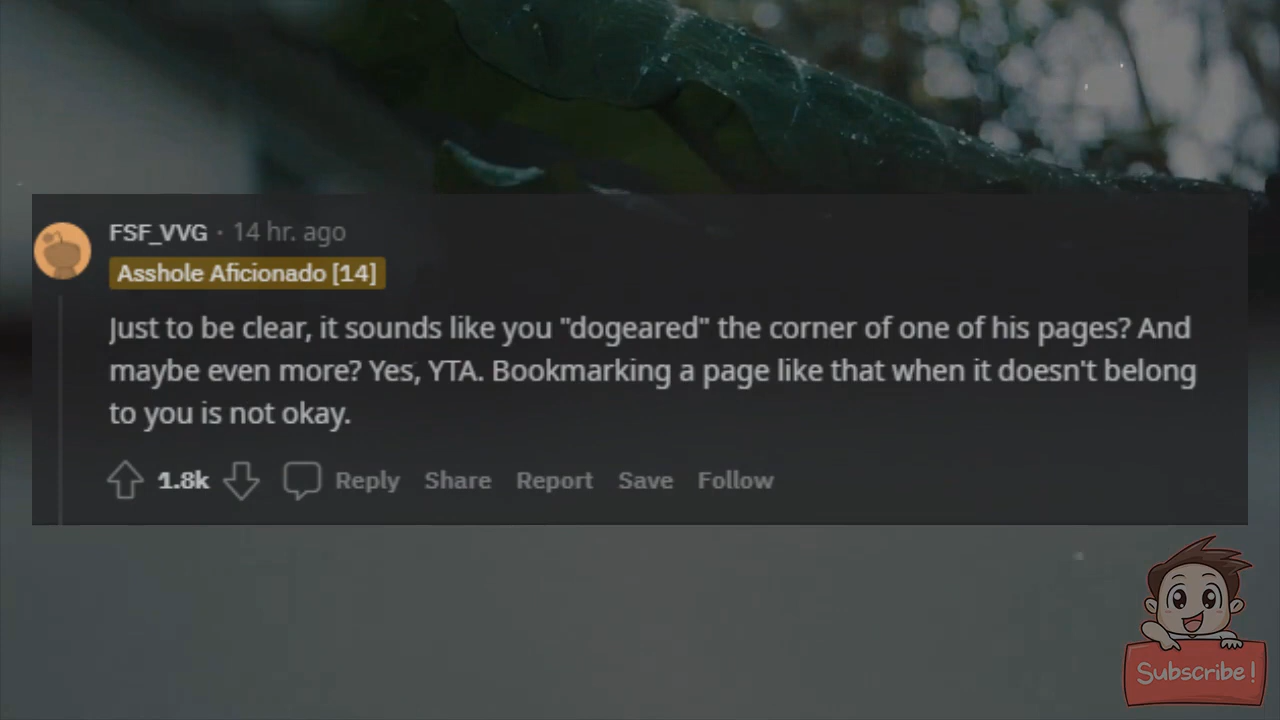 FSF_VVG · 14 hr. ago
Asshole Aficionado [14]
Just to be clear, it sounds like you "dogeared" the corner of one of his pages? And
maybe even more? Yes, YTA. Bookmarking a page like that when it doesn't belong
to you is not okay.
1.8k Reply Share Report Save Follow
Subscribe!